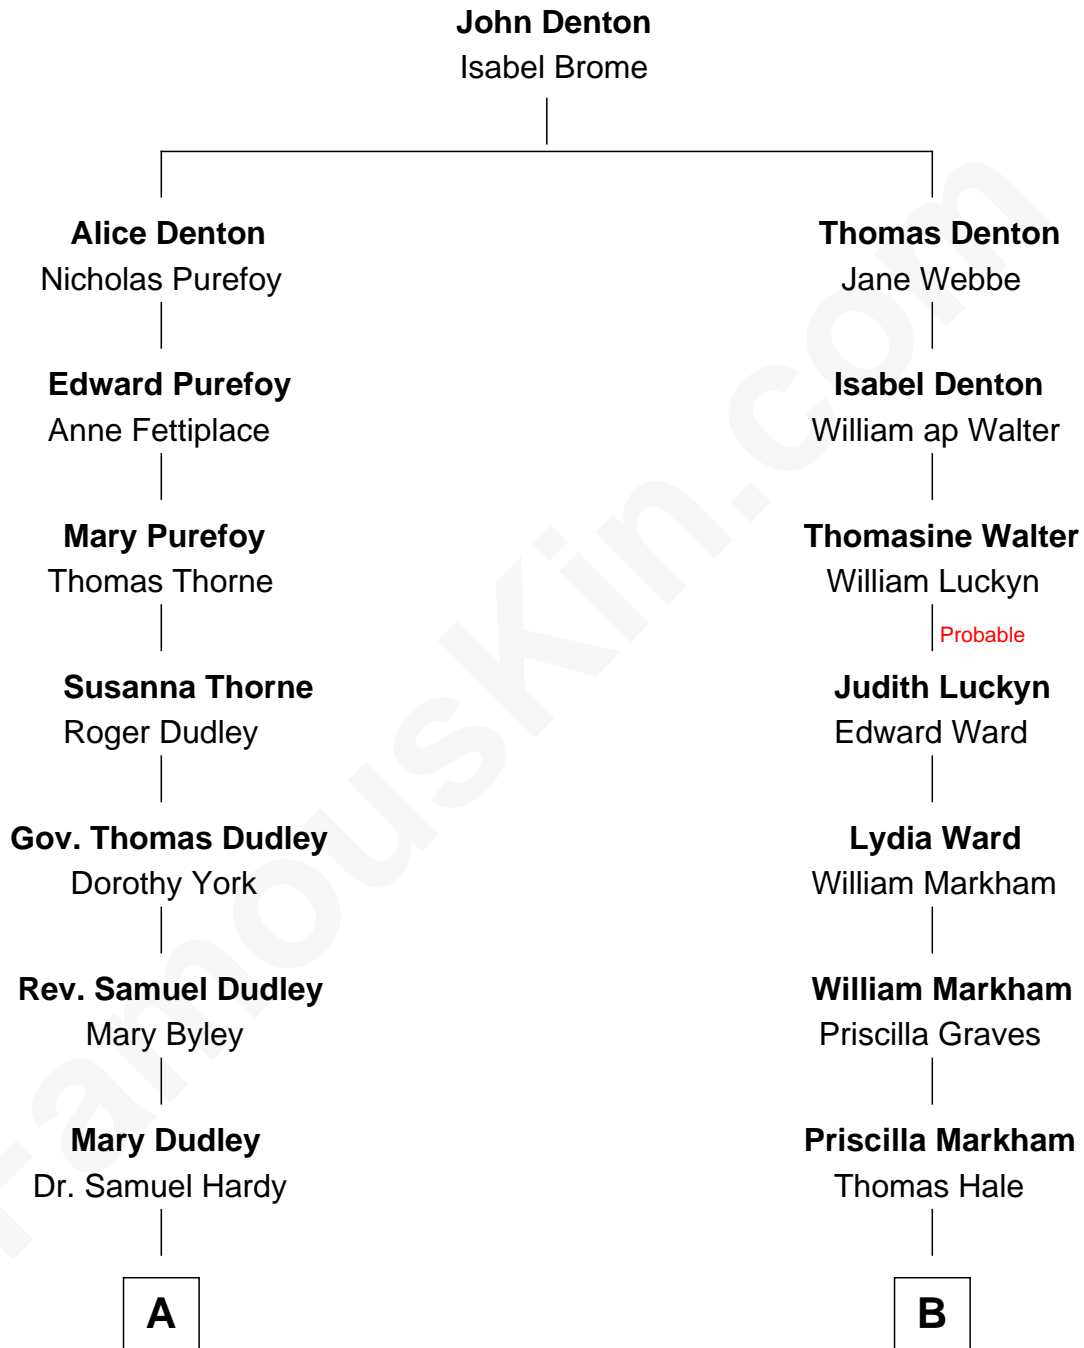 John Denton
Isabel Brome
Alice Denton
Nicholas Purefoy
Edward Purefoy
Anne Fettiplace
Mary Purefoy
Thomas Thorne
Susanna Thorne
Roger Dudley
Gov. Thomas Dudley
Dorothy York
Rev. Samuel Dudley
Mary Byley
Mary Dudley
Dr. Samuel Hardy
A
Thomas Denton
Jane Webbe
Isabel Denton
William ap Walter
Thomasine Walter
William Luckyn
Probable
Judith Luckyn
Edward Ward
Lydia Ward
William Markham
William Markham
Priscilla Graves
Priscilla Markham
Thomas Hale
B
FamousKin.com